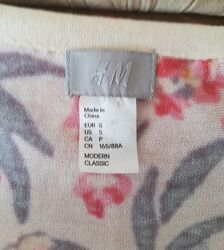 H&M
Made in
China
EUR S
US S
CA P
CN 165/88A
MODERN
CLASSIC